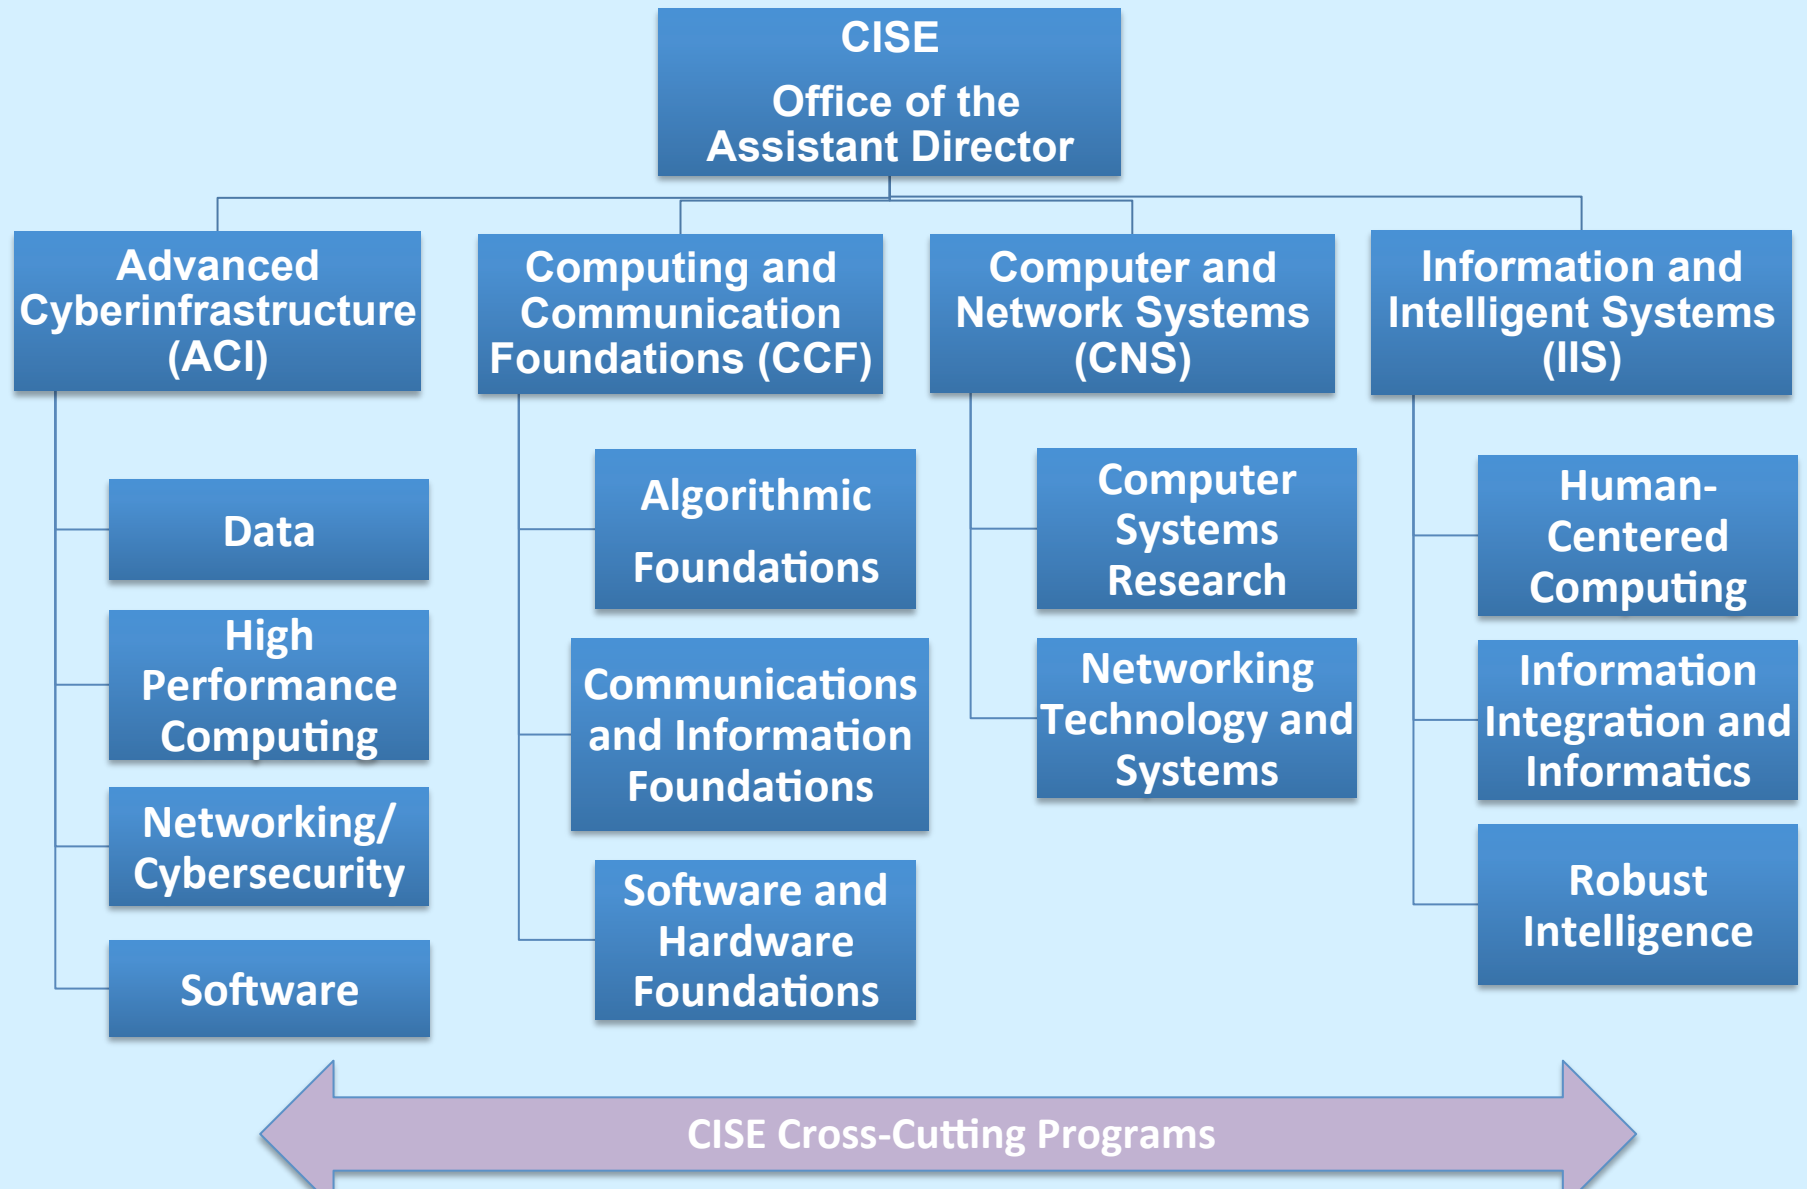 CISE
Office of the
Assistant Director
Advanced
Cyberinfrastructure
(ACI)
Computing and
Communication
Foundations (CCF)
Computer and
Network Systems
(CNS)
Information and
Intelligent Systems
(IIS)
Data
High
Performance
Computing
Networking/
Cybersecurity
Software
Algorithmic
Foundations
Communications
and Information
Foundations
Software and
Hardware
Foundations
Computer
Systems
Research
Networking
Technology and
Systems
Human-
Centered
Computing
Information
Integration and
Informatics
Robust
Intelligence
CISE Cross-Cutting Programs